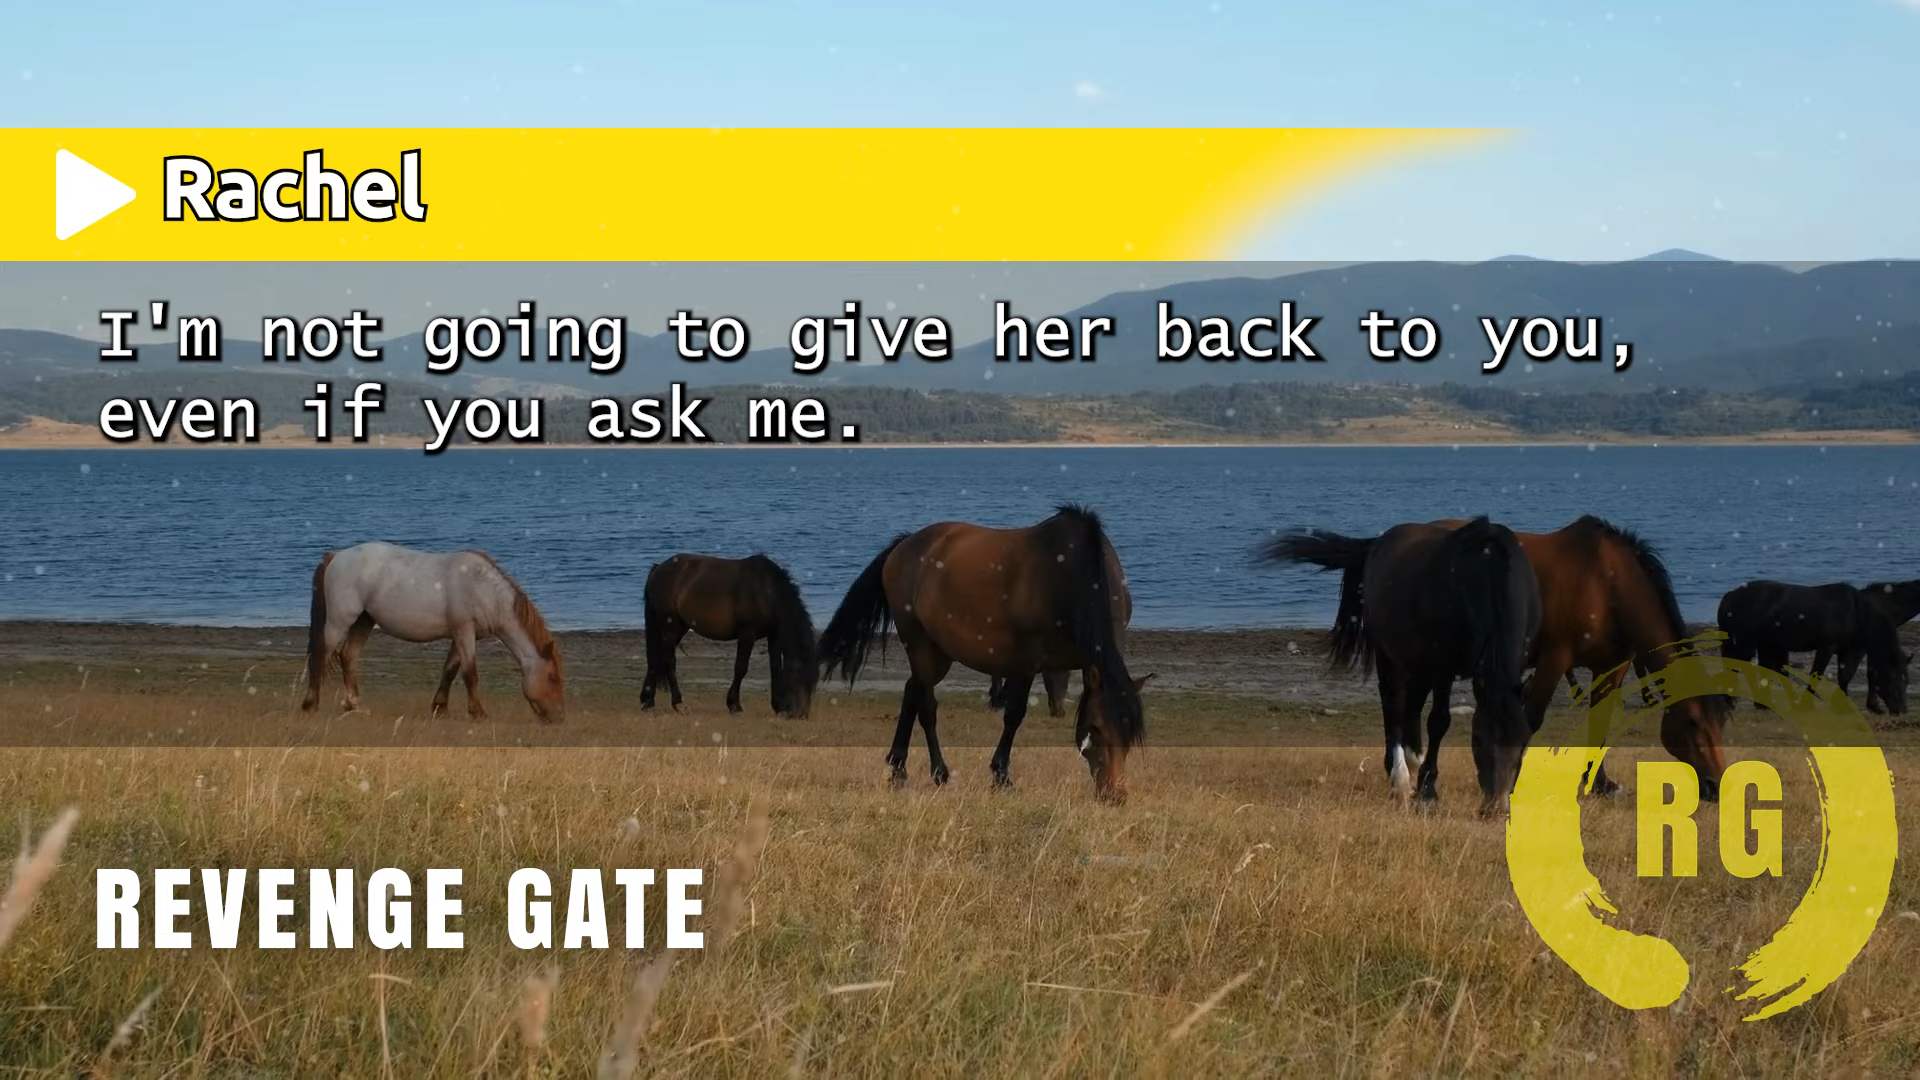 Rachel
I'm not going to give her back to you,
even if you ask me.
REVENGE GATE
RG